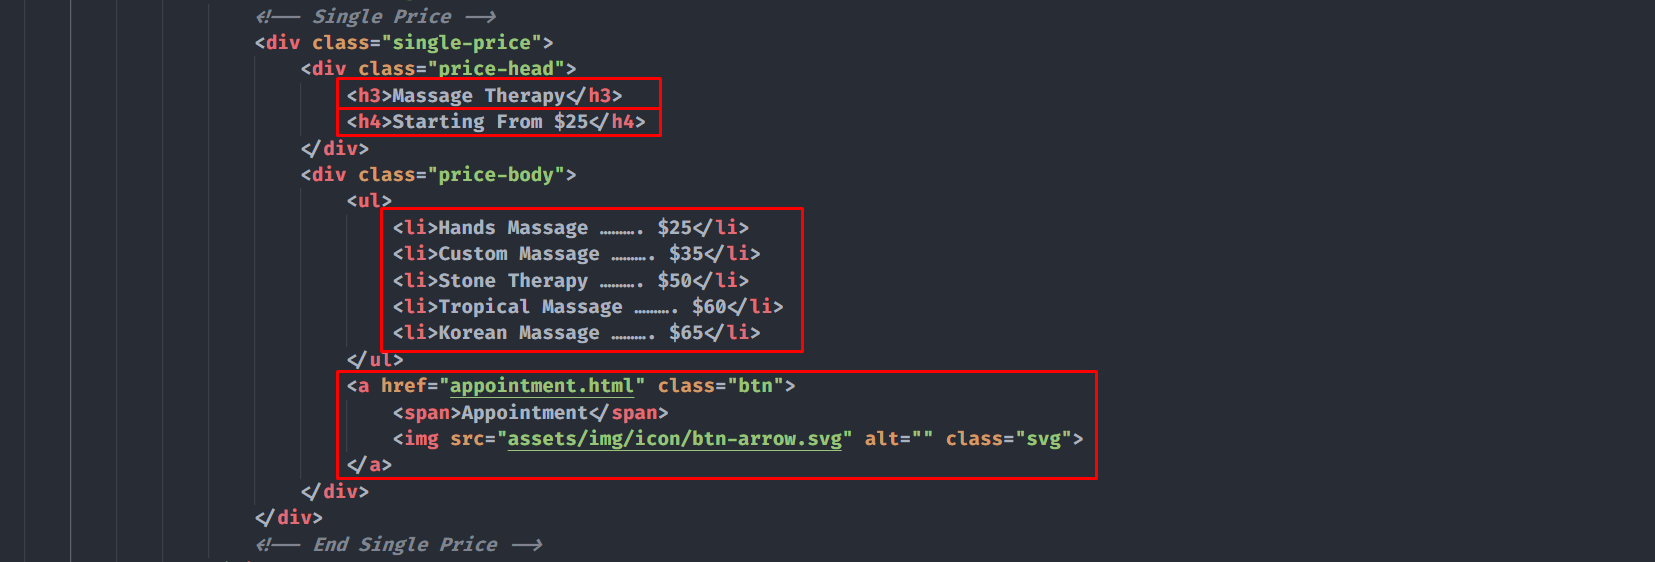 <!-- Single Price -->
<div class="single-price">
<div class="price-head">
<h3>Massage Therapy</h3>
<h4>Starting From $25</h4>
</div>
<div class="price-body">
<ul>
<li>Hands Massage .......... $25</li>
<li>Custom Massage .......... $35</li>
<li>Stone Therapy .......... $50</li>
<li>Tropical Massage .......... $60</li>
<li>Korean Massage .......... $65</li>
</ul>
<a href="appointment.html" class="btn">
<span>Appointment</span>
<img src="assets/img/icon/btn-arrow.svg" alt="" class="svg">
</a>
</div>
</div>
<!-- End Single Price -->